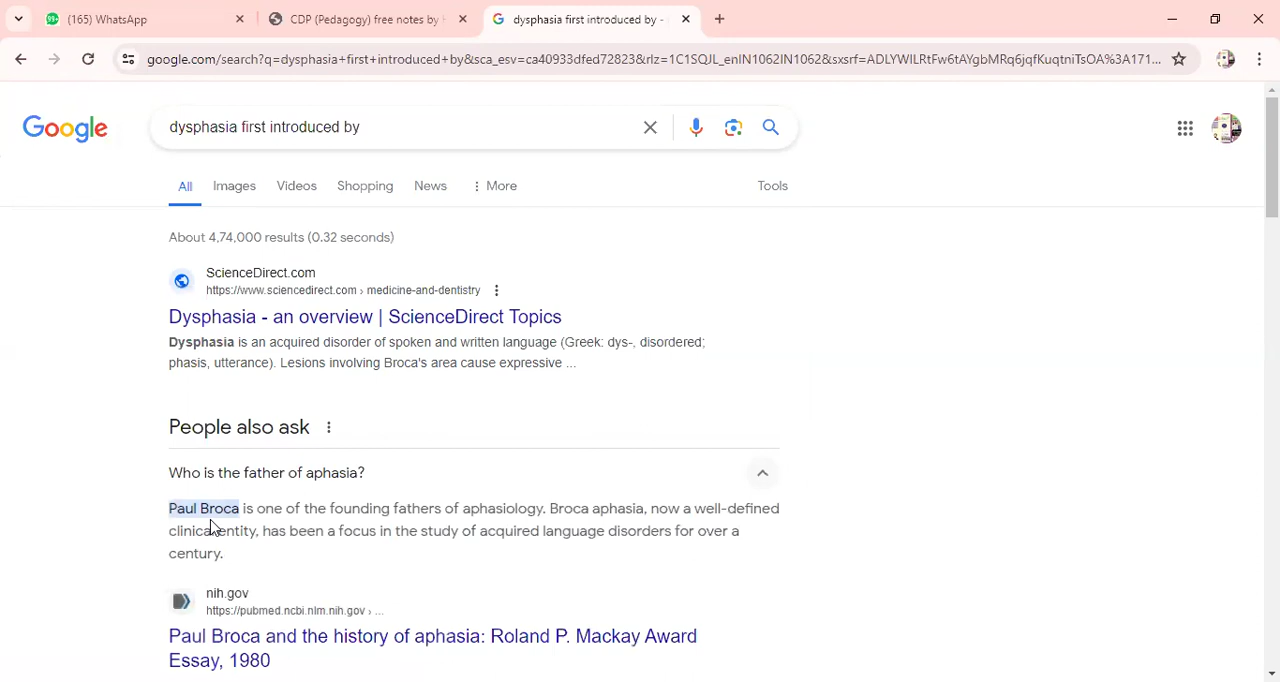 (165) WhatsApp
CDP (Pedagogy) free notes by
dysphasia first introduced by -
google.com/search?q=dysphasia+first+introduced+by&sca_esv=ca40933dfed72823&rlz=1C1SQJL_enIN1062IN1062&sxsrf=ADLYWILRtFw6tAYgbMRq6jqfKuqtniTsOA%3A171...
Google
dysphasia first introduced by
All
Images
Videos
Shopping
News
More
Tools
About 4,74,000 results (0.32 seconds)
ScienceDirect.com
https://www.sciencedirect.com › medicine-and-dentistry
Dysphasia - an overview | ScienceDirect Topics
Dysphasia is an acquired disorder of spoken and written language (Greek: dys-, disordered;
phasis, utterance). Lesions involving Broca's area cause expressive ...
People also ask
Who is the father of aphasia?
Paul Broca is one of the founding fathers of aphasiology. Broca aphasia, now a well-defined
clinical entity, has been a focus in the study of acquired language disorders for over a
century.
nih.gov
https://pubmed.ncbi.nlm.nih.gov › ...
Paul Broca and the history of aphasia: Roland P. Mackay Award
Essay, 1980